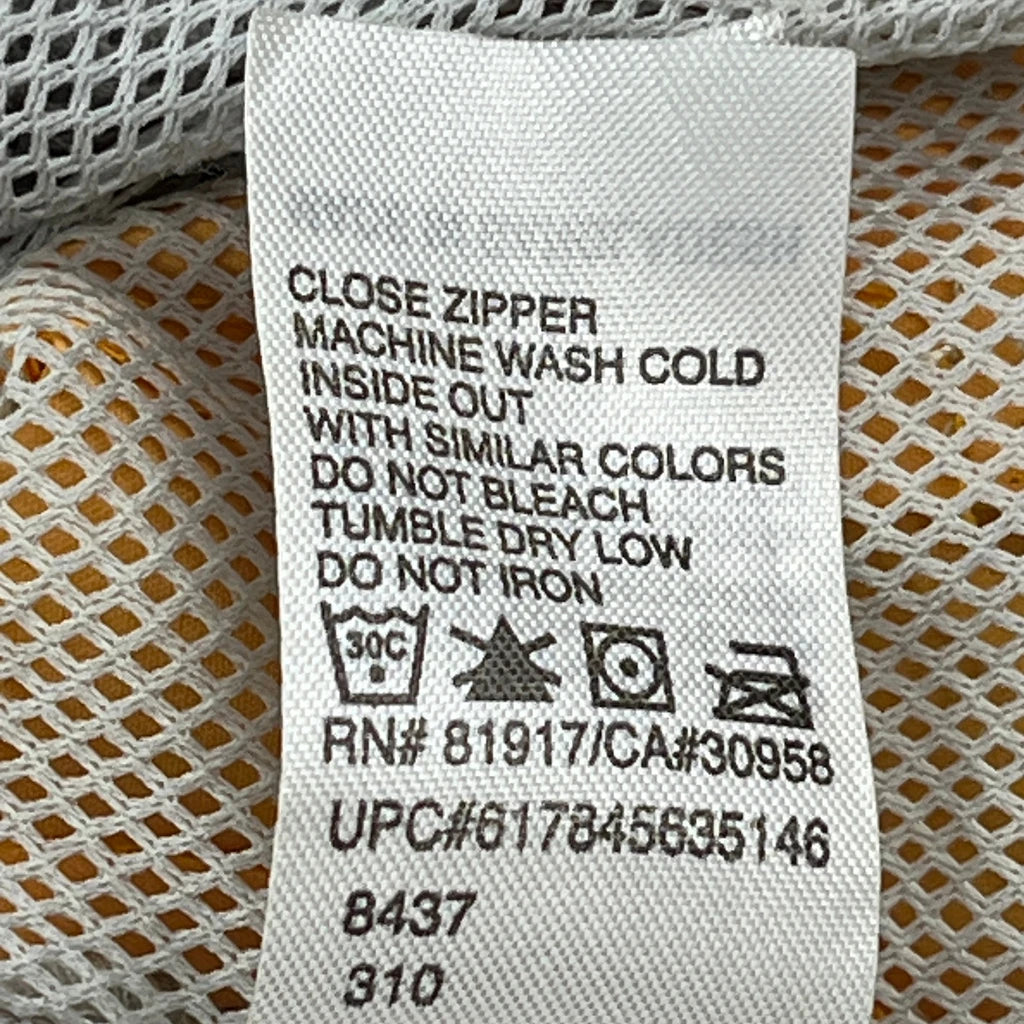 CLOSE ZIPPER
MACHINE WASH COLD
INSIDE OUT
WITH SIMILAR COLORS
DO NOT BLEACH
TUMBLE DRY LOW
DO NOT IRON
30C
RN# 81917/CA#30958
UPC#617845635146
8437
310